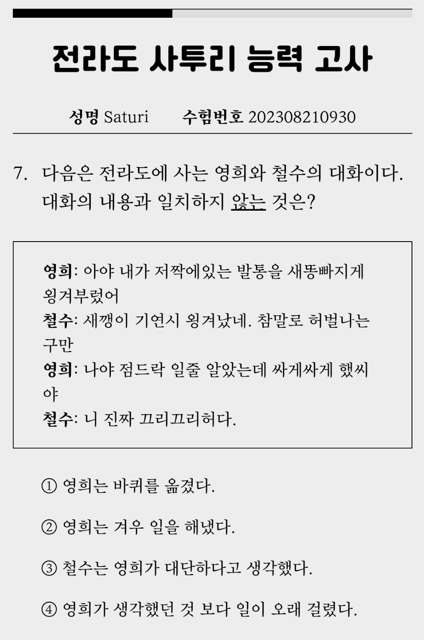 전라도 사투리 능력 고사
성명 Saturi 수험번호 202308210930
7. 다음은 전라도에 사는 영희와 철수의 대화이다.
대화의 내용과 일치하지 않는 것은?
영희: 아야 내가 저짝에있는 발통을 새똥빠지게
욍겨부렀어
철수: 새깽이 기연시 욍겨났네. 참말로 허벌나는
구만
영희: 나야 점드락 일줄 알았는데 싸게싸게 했씨
야
철수: 니 진짜 끄리끄리허다.
① 영희는 바퀴를 옮겼다.
② 영희는 겨우 일을 해냈다.
③ 철수는 영희가 대단하다고 생각했다.
④ 영희가 생각했던 것 보다 일이 오래 걸렸다.